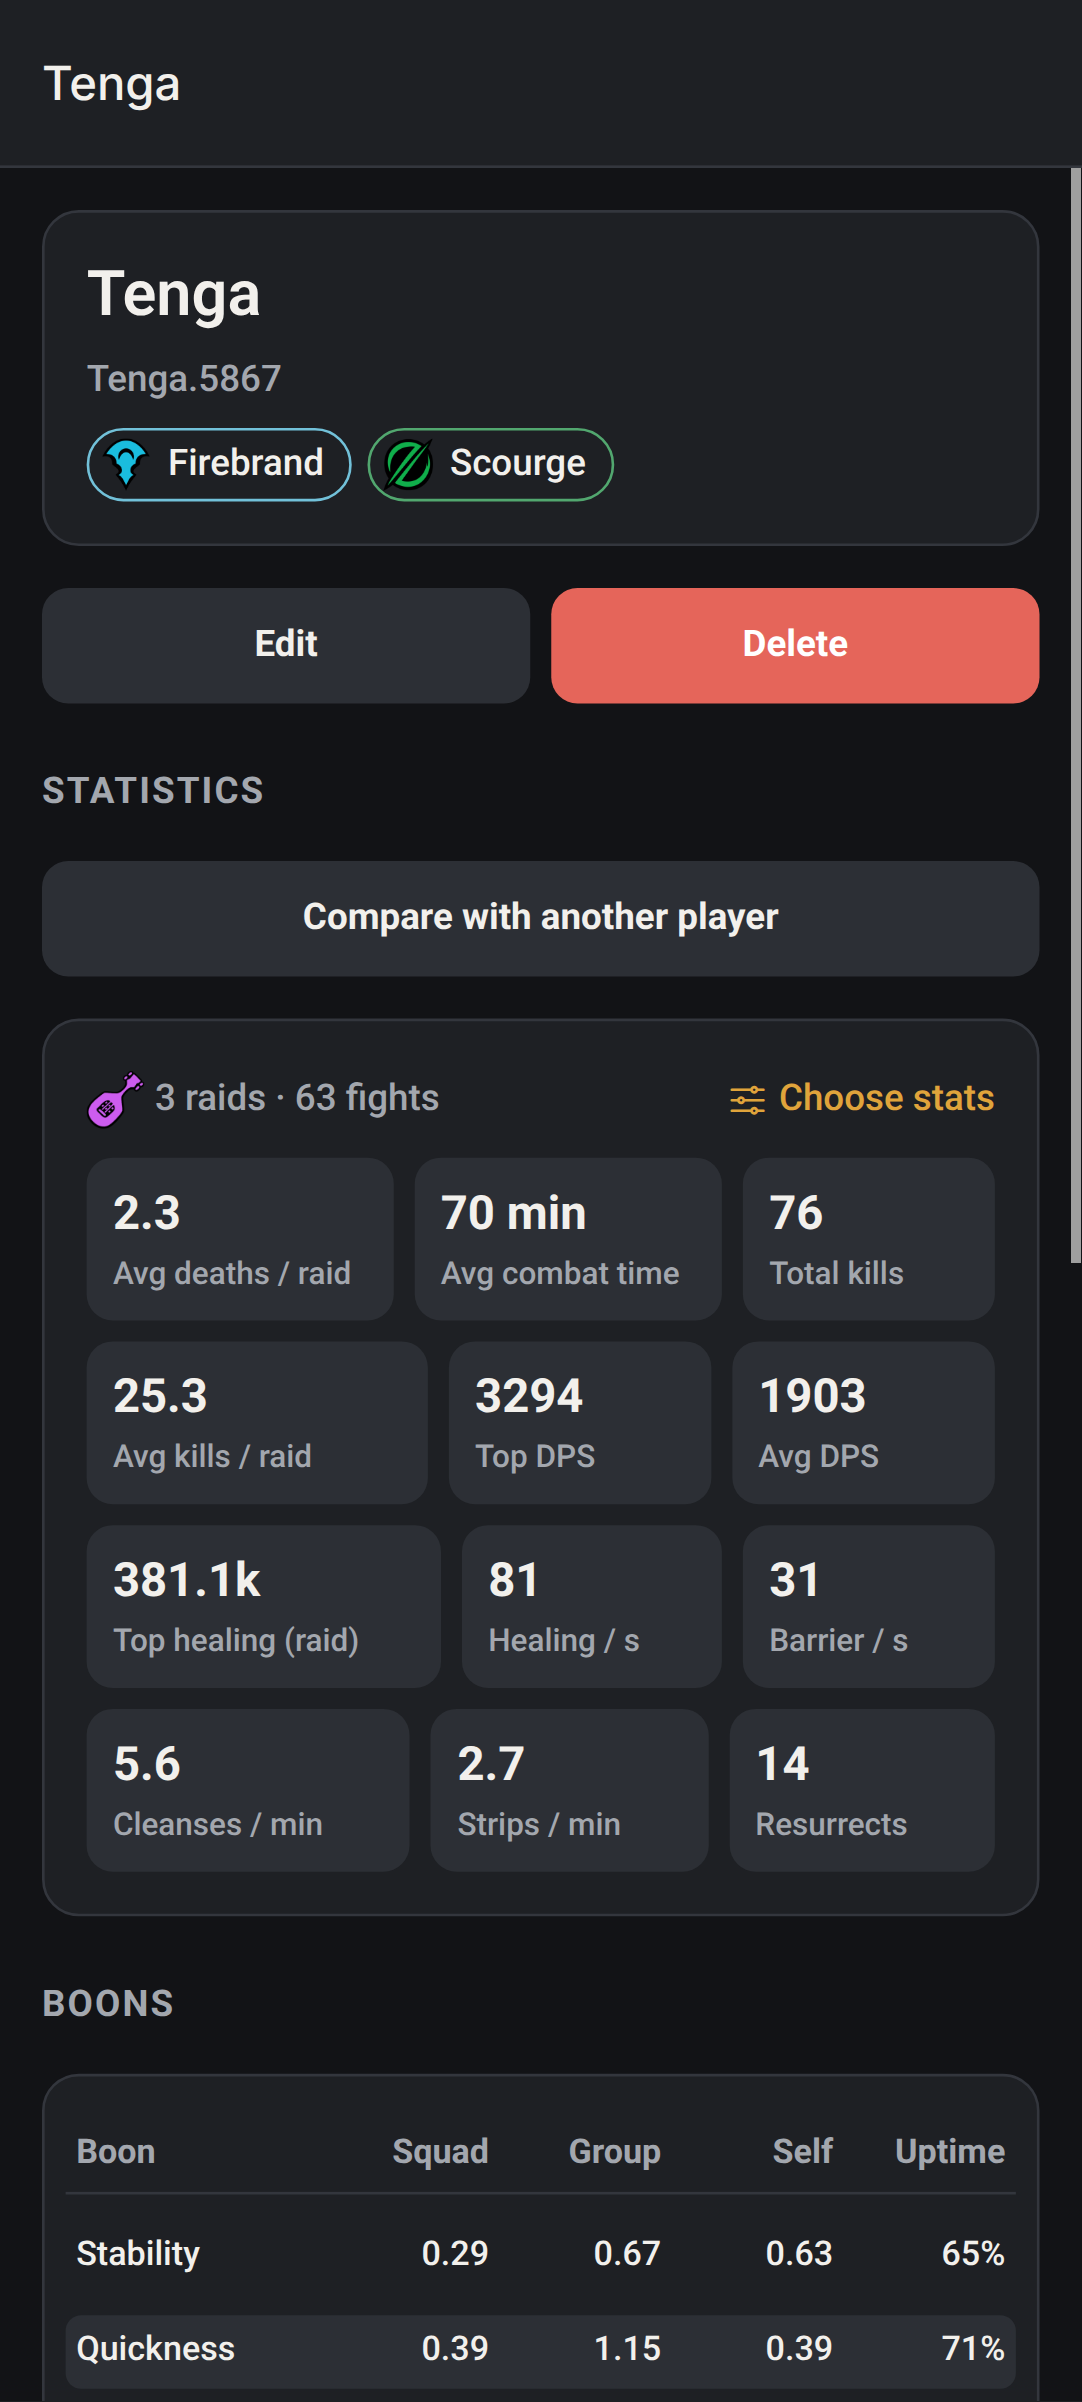 Tenga
Tenga
Tenga.5867
Firebrand Scourge
Edit Delete
STATISTICS
Compare with another player
3 raids · 63 fights Choose stats
2.3 70 min 76
Avg deaths / raid Avg combat time Total kills
25.3 3294 1903
Avg kills / raid Top DPS Avg DPS
381.1k 81 31
Top healing (raid) Healing / s Barrier / s
5.6 2.7 14
Cleanses / min Strips / min Resurrects
BOONS
Boon Squad Group Self Uptime
Stability 0.29 0.67 0.63 65%
Quickness 0.39 1.15 0.39 71%